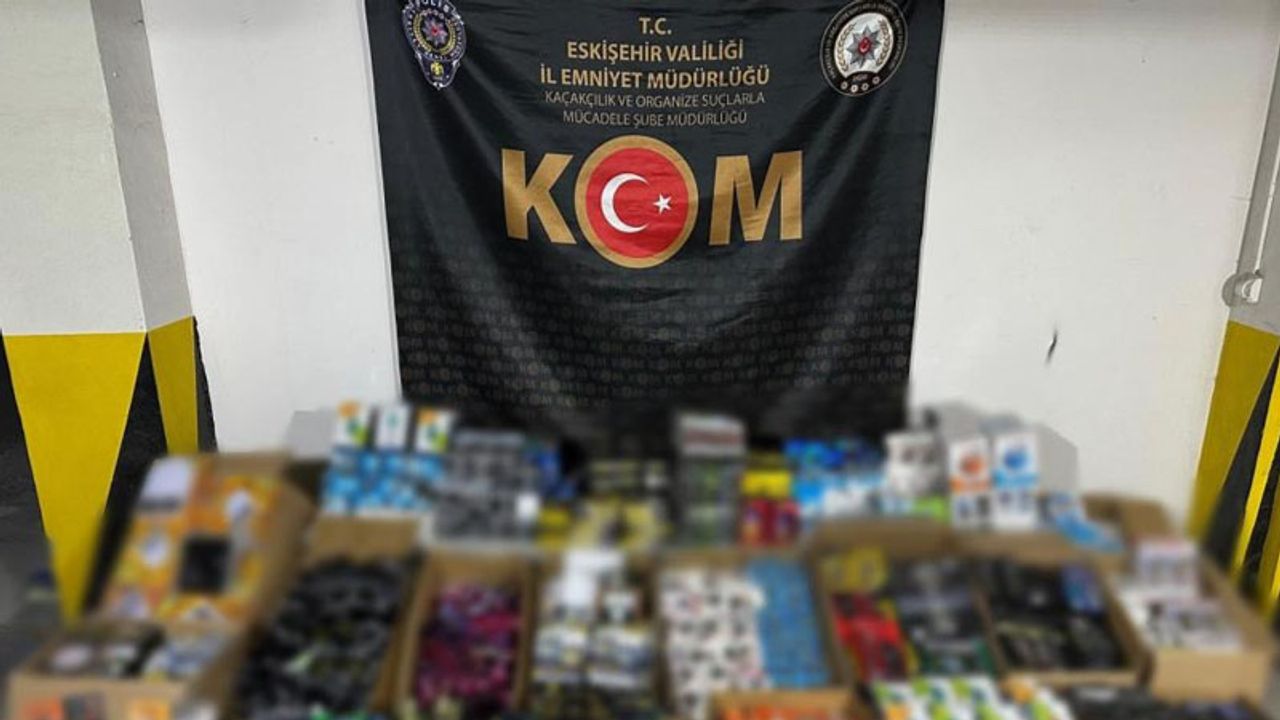 T.C.
ESKİŞEHİR VALİLİĞİ
İL EMNİYET MÜDÜRLÜĞÜ
KAÇAKÇILIK VE ORGANİZE SUÇLARLA
MÜCADELE ŞUBE MÜDÜRLÜĞÜ
KOM